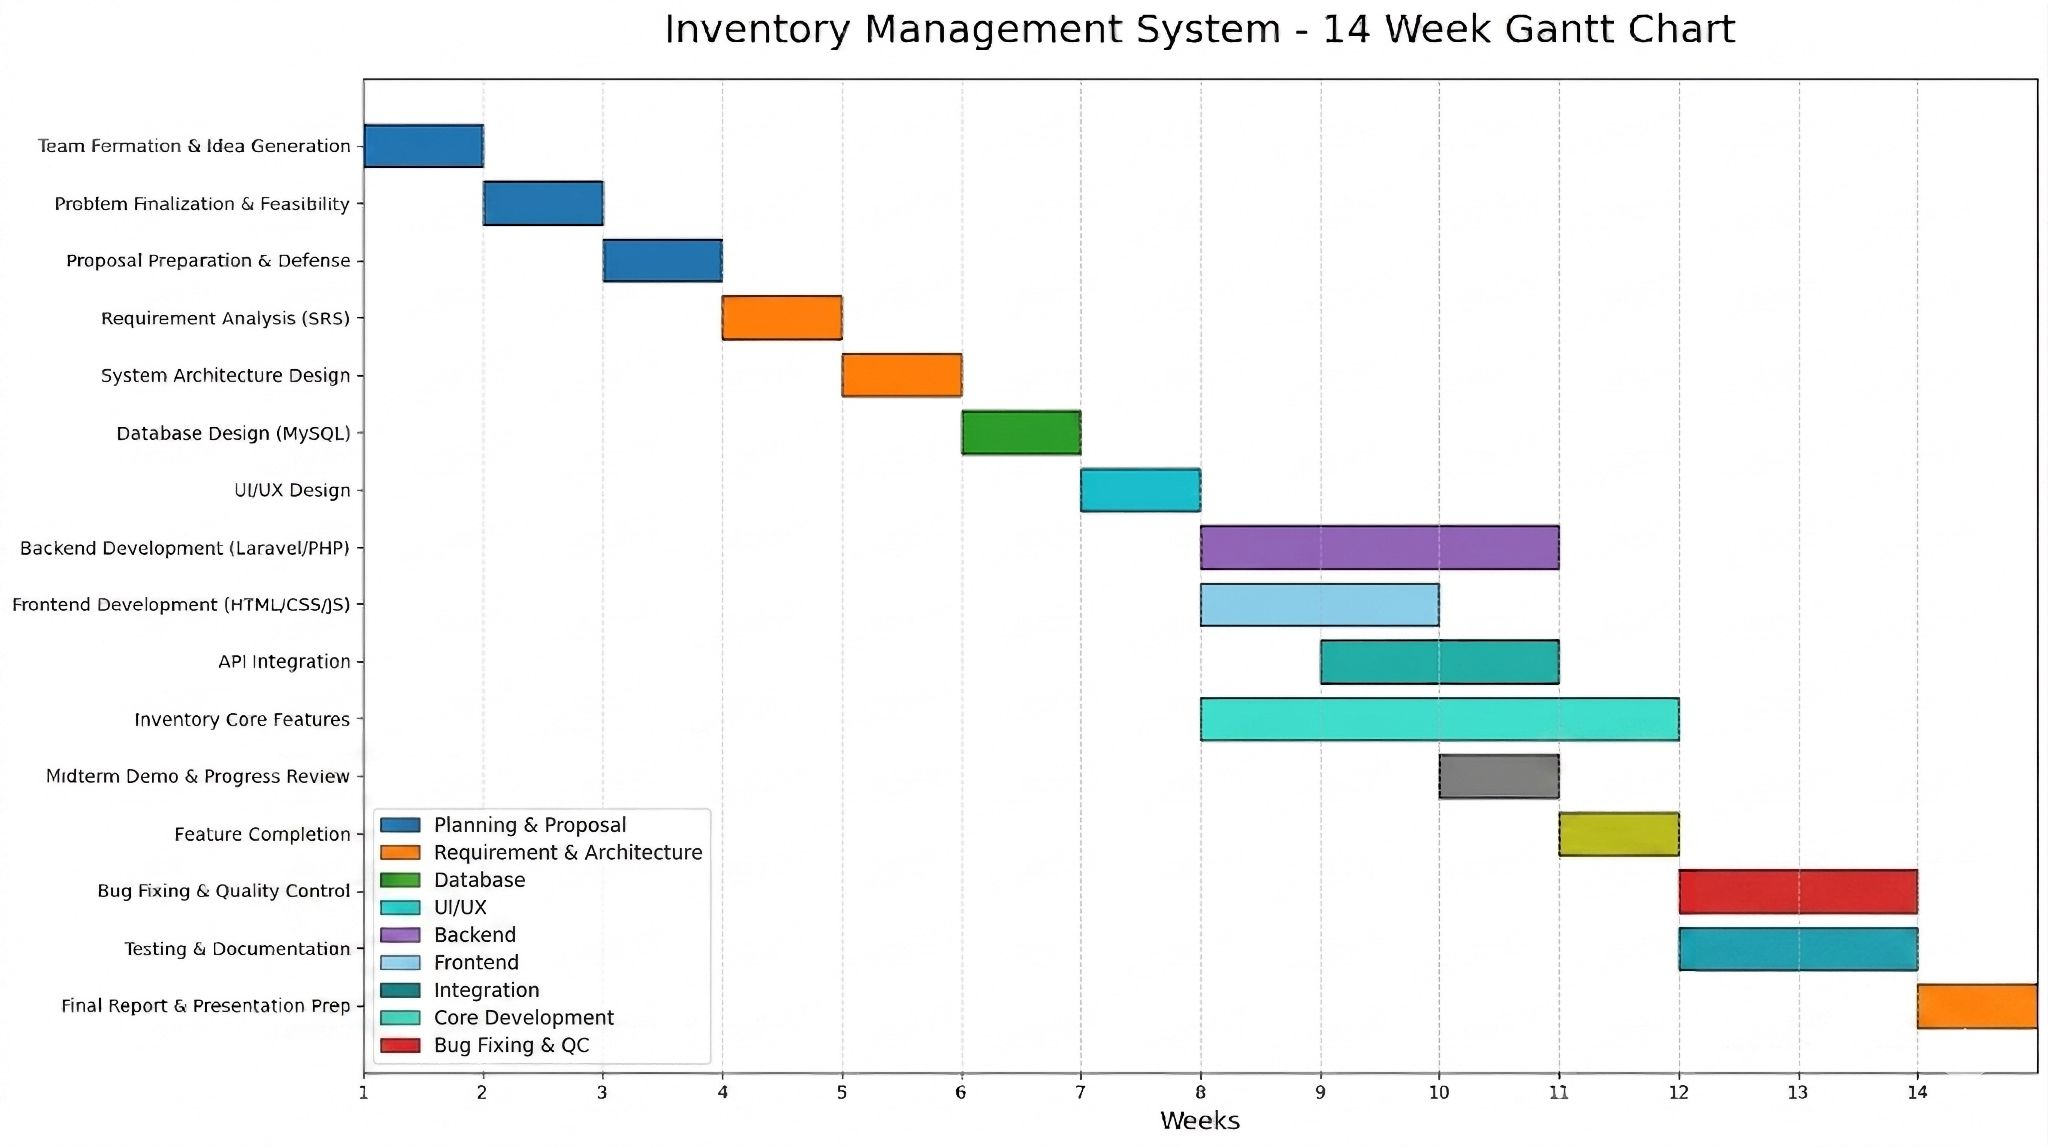 Inventory Management System - 14 Week Gantt Chart
Team Fermation & Idea Generation
Problem Finalization & Feasibility
Proposal Preparation & Defense
Requirement Analysis (SRS)
System Architecture Design
Database Design (MySQL)
UI/UX Design
Backend Development (Laravel/PHP)
Frontend Development (HTML/CSS/JS)
API Integration
Inventory Core Features
Midterm Demo & Progress Review
Feature Completion
Bug Fixing & Quality Control
Testing & Documentation
Final Report & Presentation Prep
Planning & Proposal
Requirement & Architecture
Database
UI/UX
Backend
Frontend
Integration
Core Development
Bug Fixing & QC
1 2 3 4 5 6 7 8 9 10 11 12 13 14
Weeks